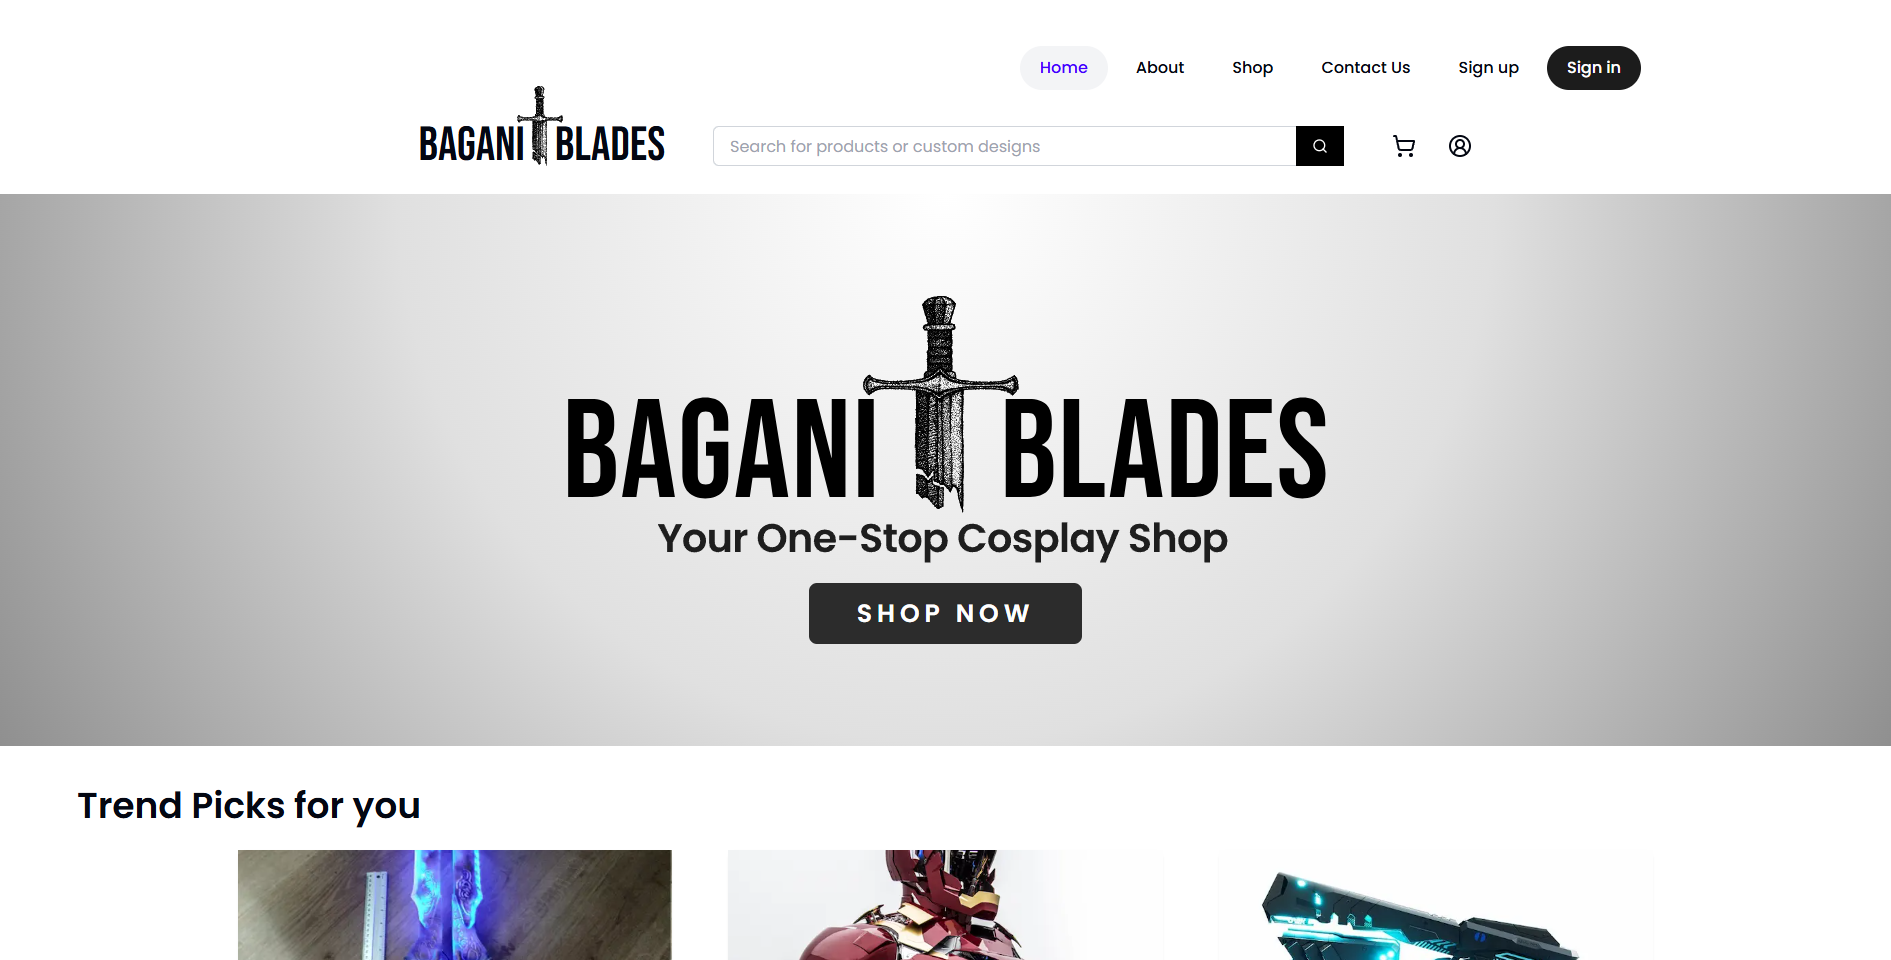 Home About Shop Contact Us Sign up Sign in
BAGANI BLADES
Search for products or custom designs
BAGANI BLADES
Your One-Stop Cosplay Shop
SHOP NOW
Trend Picks for you